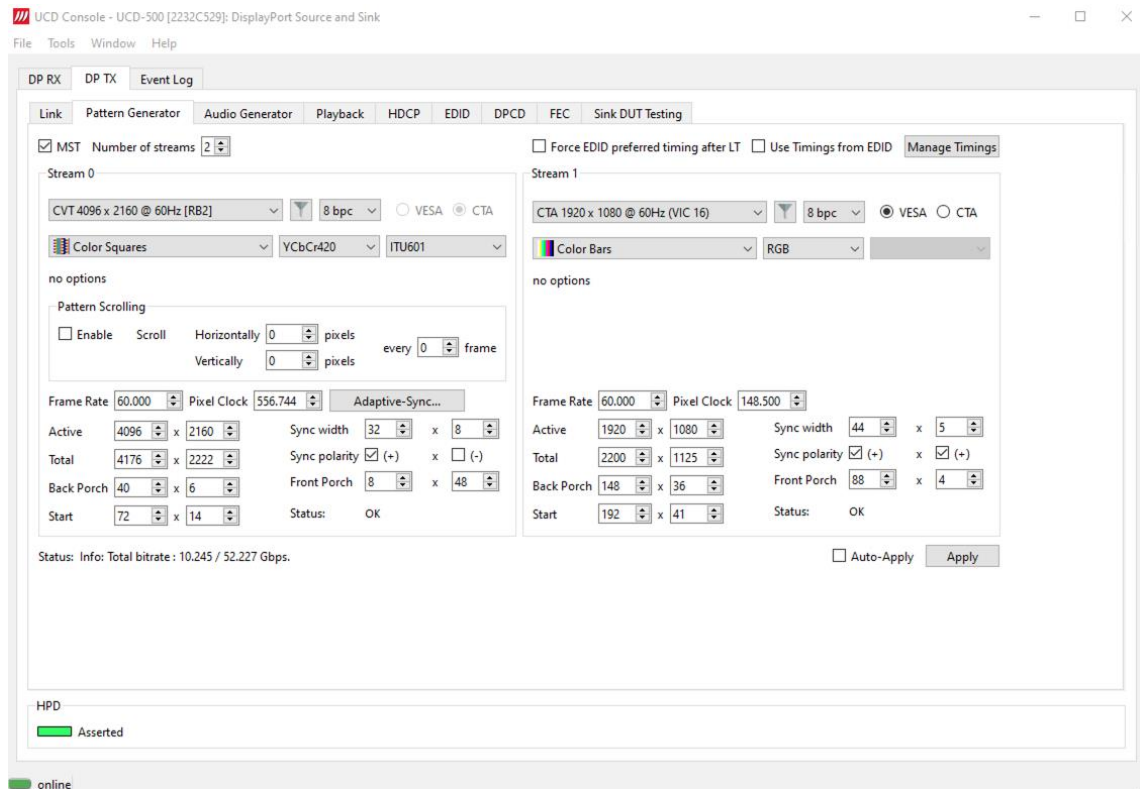 UCD Console - UCD-500 [2232C529]: DisplayPort Source and Sink
File Tools Window Help
DP RX DP TX Event Log
Link Pattern Generator Audio Generator Playback HDCP EDID DPCD FEC Sink DUT Testing
MST Number of streams 2 Force EDID preferred timing after LT Use Timings from EDID Manage Timings
Stream 0
CVT 4096 x 2160 @ 60Hz [RB2] 8 bpc VESA CTA
Color Squares YCbCr420 ITU601
no options
Pattern Scrolling
Enable Scroll Horizontally 0 pixels
every 0 frame
Vertically 0 pixels
Frame Rate 60.000 Pixel Clock 556.744 Adaptive-Sync...
Active 4096 x 2160 Sync width 32 x 8
Total 4176 x 2222 Sync polarity (+) x (-)
Back Porch 40 x 6 Front Porch 8 x 48
Start 72 x 14 Status: OK
Stream 1
CTA 1920 x 1080 @ 60Hz (VIC 16) 8 bpc VESA CTA
Color Bars RGB
no options
Frame Rate 60.000 Pixel Clock 148.500
Active 1920 x 1080 Sync width 44 x 5
Total 2200 x 1125 Sync polarity (+) x (+)
Back Porch 148 x 36 Front Porch 88 x 4
Start 192 x 41 Status: OK
Status: Info: Total bitrate : 10.245 / 52.227 Gbps. Auto-Apply Apply
HPD
Asserted
online